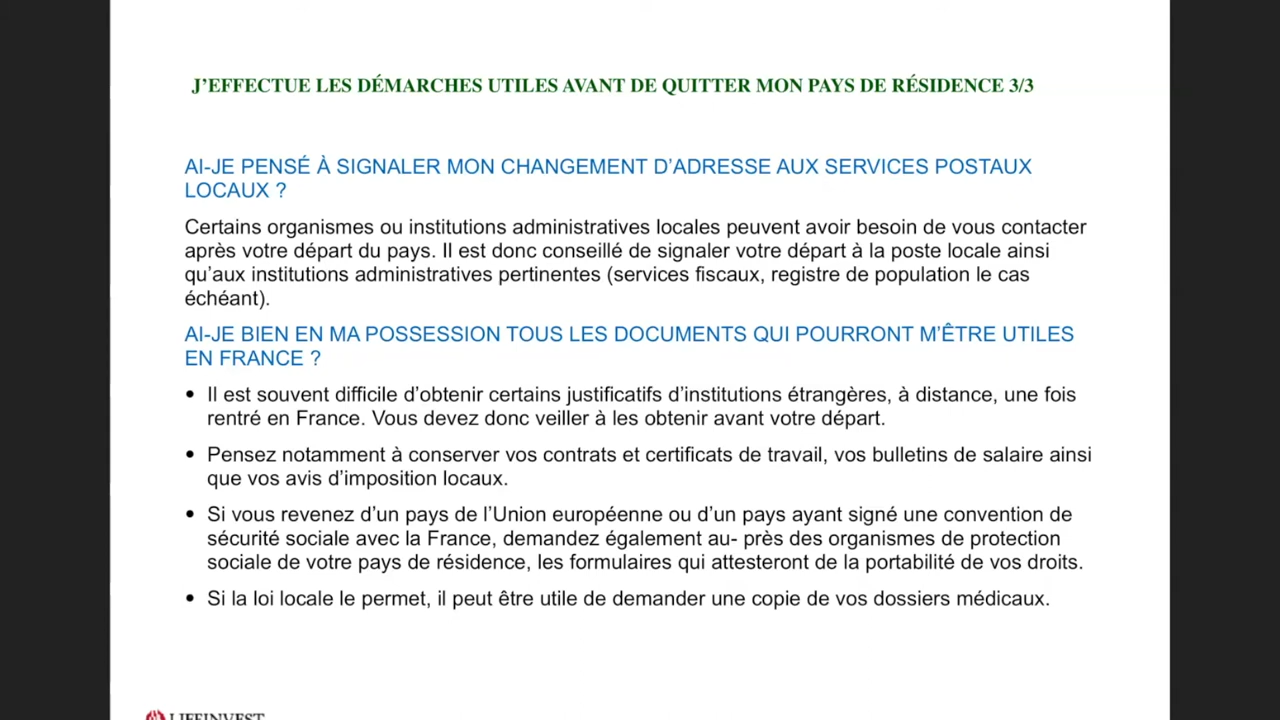 J’EFFECTUE LES DÉMARCHES UTILES AVANT DE QUITTER MON PAYS DE RÉSIDENCE 3/3
AI-JE PENSÉ À SIGNALER MON CHANGEMENT D’ADRESSE AUX SERVICES POSTAUX
LOCAUX ?
Certains organismes ou institutions administratives locales peuvent avoir besoin de vous contacter
après votre départ du pays. Il est donc conseillé de signaler votre départ à la poste locale ainsi
qu’aux institutions administratives pertinentes (services fiscaux, registre de population le cas
échéant).
AI-JE BIEN EN MA POSSESSION TOUS LES DOCUMENTS QUI POURRONT M’ÊTRE UTILES
EN FRANCE ?
• Il est souvent difficile d’obtenir certains justificatifs d’institutions étrangères, à distance, une fois
rentré en France. Vous devez donc veiller à les obtenir avant votre départ.
• Pensez notamment à conserver vos contrats et certificats de travail, vos bulletins de salaire ainsi
que vos avis d’imposition locaux.
• Si vous revenez d’un pays de l’Union européenne ou d’un pays ayant signé une convention de
sécurité sociale avec la France, demandez également au- près des organismes de protection
sociale de votre pays de résidence, les formulaires qui attesteront de la portabilité de vos droits.
• Si la loi locale le permet, il peut être utile de demander une copie de vos dossiers médicaux.
LIFEINVEST